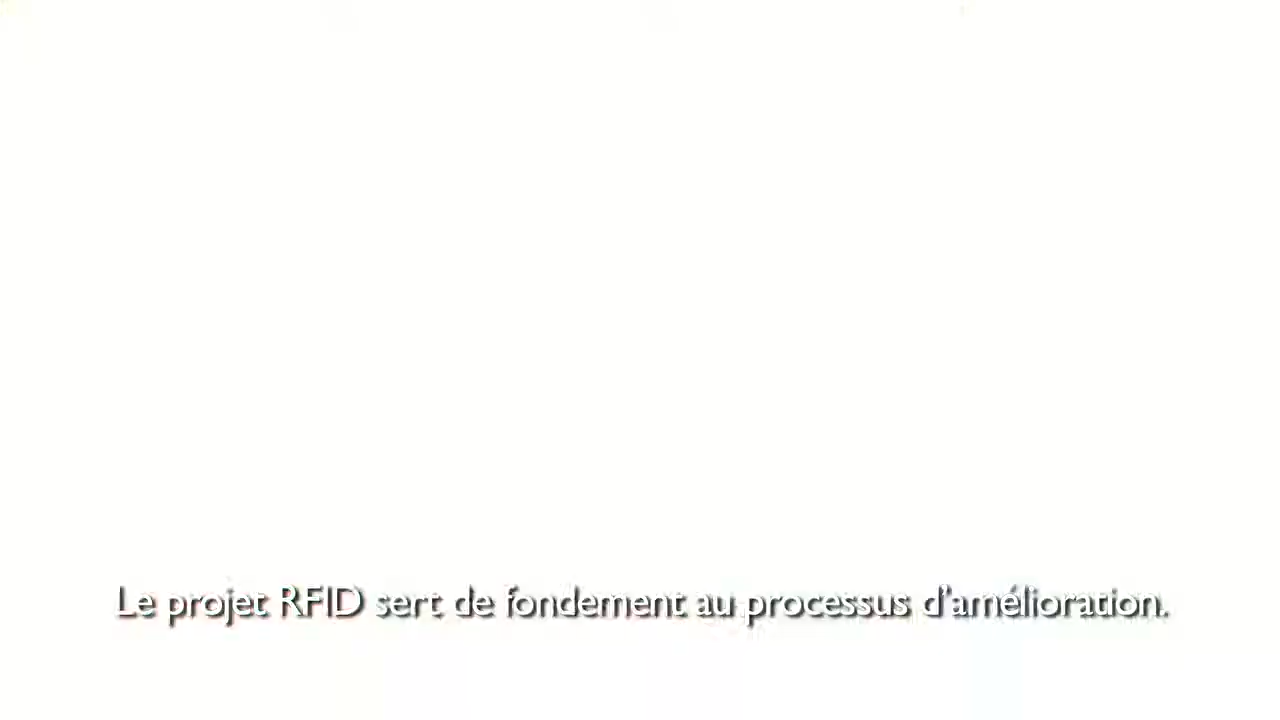 Le projet RFID sert de fondement au processus d'amélioration.